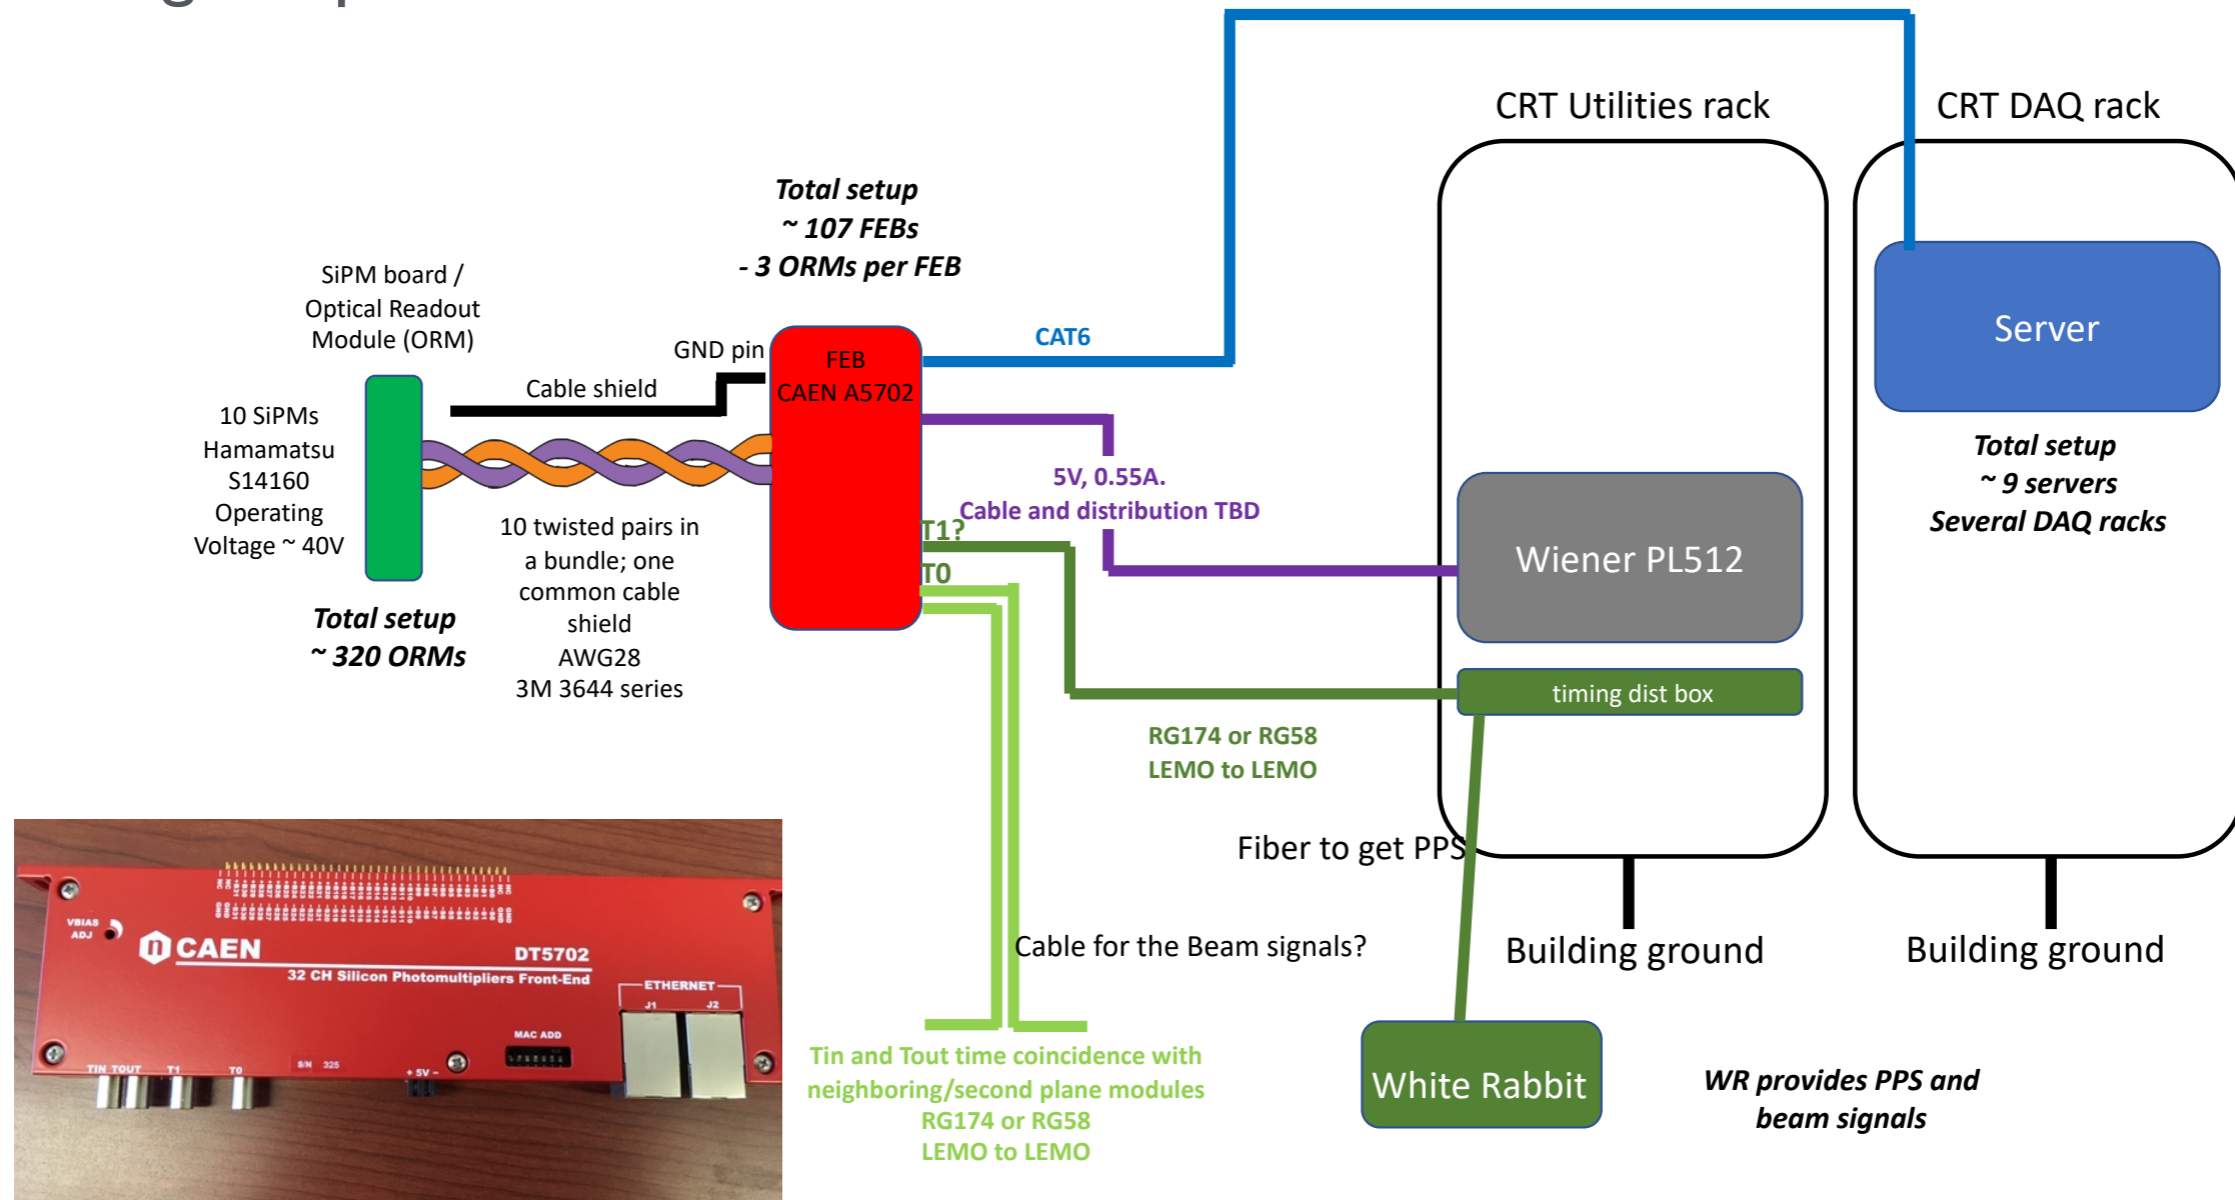 CRT Utilities rack
CRT DAQ rack
Total setup
~ 107 FEBs
- 3 ORMs per FEB
SiPM board /
Optical Readout
Module (ORM)
GND pin
Cable shield
FEB
CAEN A5702
CAT6
Server
10 SiPMs
Hamamatsu
S14160
Operating
Voltage ~ 40V
Total setup
~ 9 servers
Several DAQ racks
5V, 0.55A.
Cable and distribution TBD
T1?
T0
Wiener PL512
10 twisted pairs in
a bundle; one
common cable
shield
AWG28
3M 3644 series
Total setup
~ 320 ORMs
timing dist box
RG174 or RG58
LEMO to LEMO
Fiber to get PPS
Cable for the Beam signals?
Building ground
Building ground
Tin and Tout time coincidence with
neighboring/second plane modules
RG174 or RG58
LEMO to LEMO
White Rabbit
WR provides PPS and
beam signals
VBIAS
ADJ
n CAEN
DT5702
32 CH Silicon Photomultipliers Front-End
ETHERNET
J1 J2
MAC ADD
TIN TOUT T1 T0
S/N 325
+ 5V -